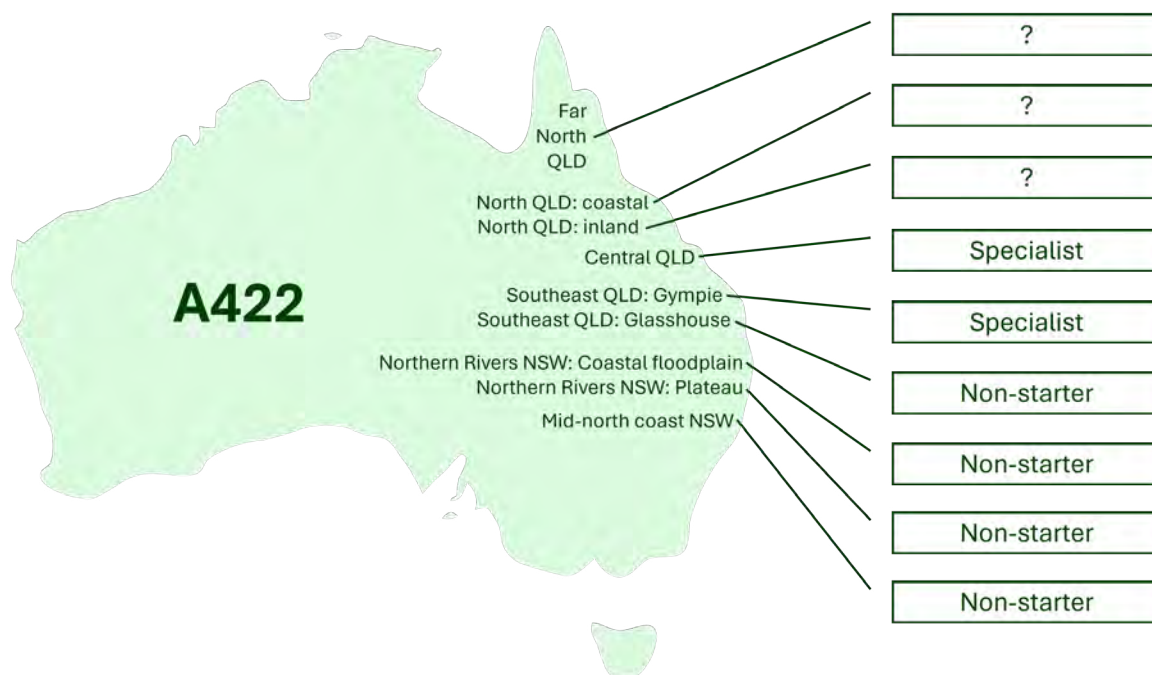 ?
Far
North
QLD
?
?
North QLD: coastal
North QLD: inland
Central QLD
Specialist
A422
Southeast QLD: Gympie
Southeast QLD: Glasshouse
Specialist
Northern Rivers NSW: Coastal floodplain
Northern Rivers NSW: Plateau
Non-starter
Mid-north coast NSW
Non-starter
Non-starter
Non-starter